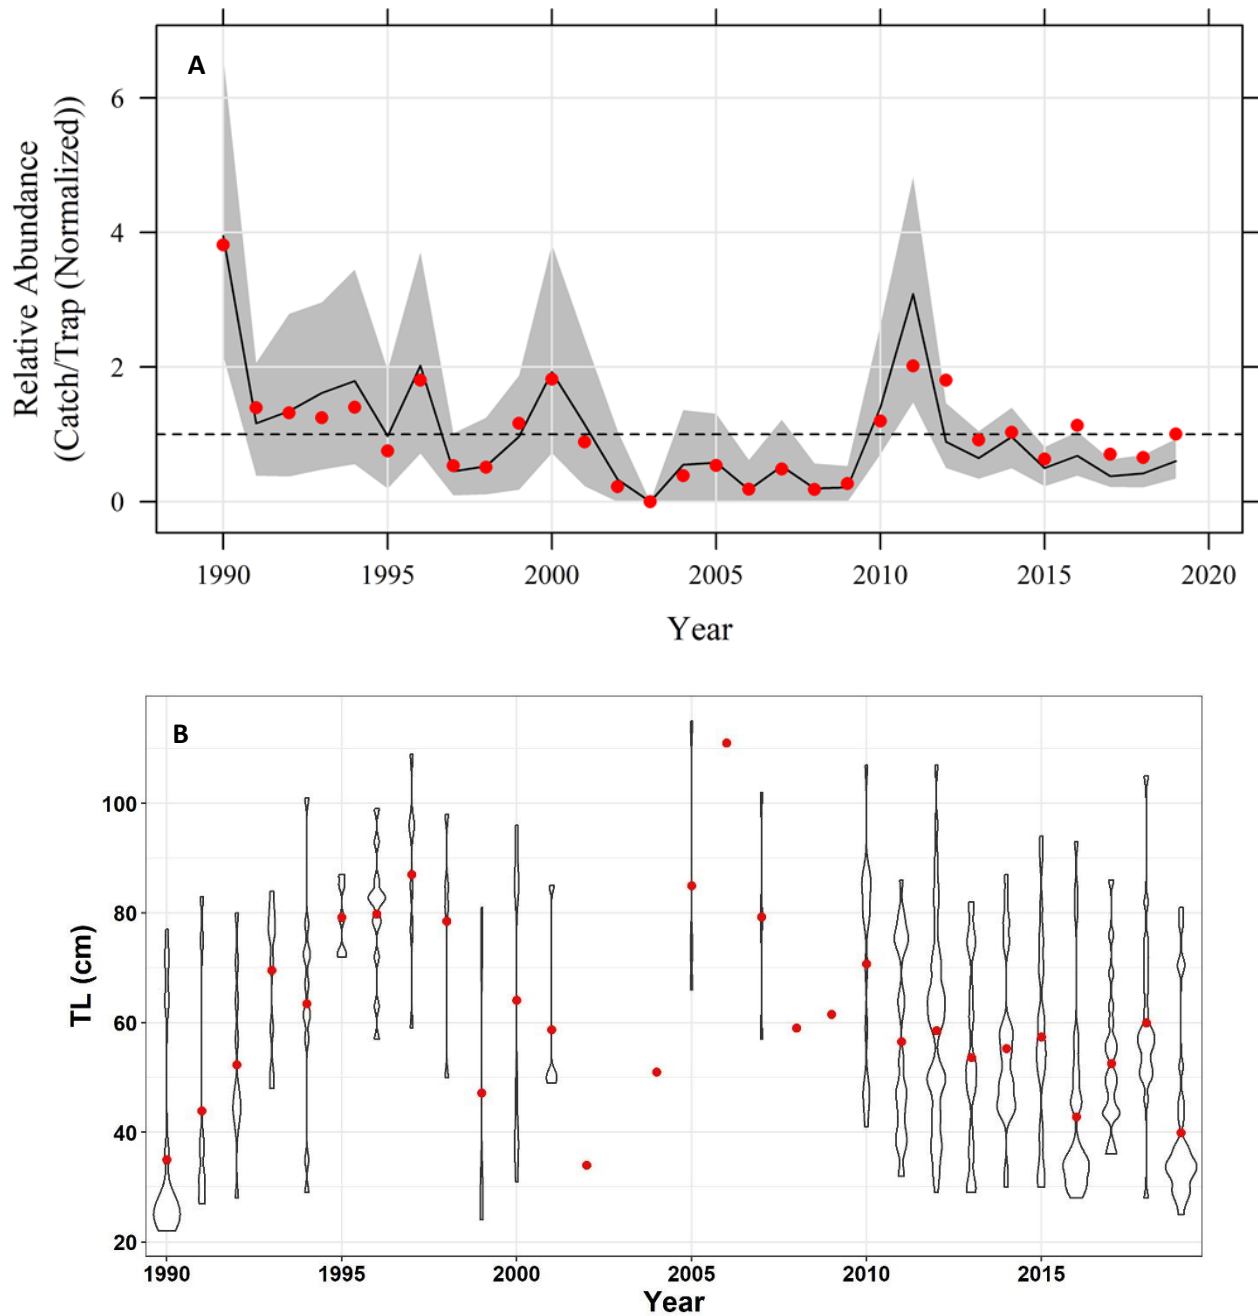 A
Relative Abundance
(Catch/Trap (Normalized))
6
4
2
0
1990 1995 2000 2005 2010 2015 2020
Year
B
TL (cm)
100
80
60
40
20
1990 1995 2000 2005 2010 2015
Year